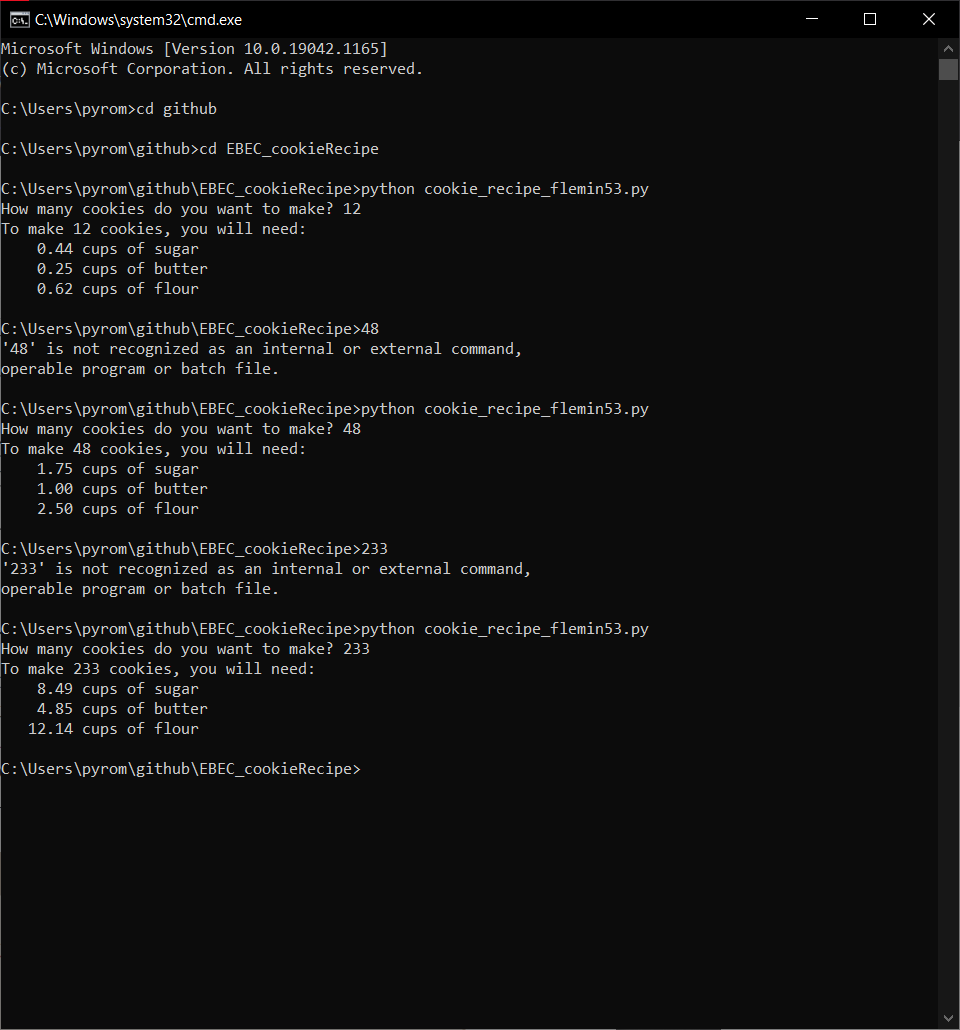 C:\Windows\system32\cmd.exe
Microsoft Windows [Version 10.0.19042.1165]
(c) Microsoft Corporation. All rights reserved.

C:\Users\pyrom>cd github

C:\Users\pyrom\github>cd EBEC_cookieRecipe

C:\Users\pyrom\github\EBEC_cookieRecipe>python cookie_recipe_flemin53.py
How many cookies do you want to make? 12
To make 12 cookies, you will need:
    0.44 cups of sugar
    0.25 cups of butter
    0.62 cups of flour

C:\Users\pyrom\github\EBEC_cookieRecipe>48
'48' is not recognized as an internal or external command,
operable program or batch file.

C:\Users\pyrom\github\EBEC_cookieRecipe>python cookie_recipe_flemin53.py
How many cookies do you want to make? 48
To make 48 cookies, you will need:
    1.75 cups of sugar
    1.00 cups of butter
    2.50 cups of flour

C:\Users\pyrom\github\EBEC_cookieRecipe>233
'233' is not recognized as an internal or external command,
operable program or batch file.

C:\Users\pyrom\github\EBEC_cookieRecipe>python cookie_recipe_flemin53.py
How many cookies do you want to make? 233
To make 233 cookies, you will need:
    8.49 cups of sugar
    4.85 cups of butter
   12.14 cups of flour

C:\Users\pyrom\github\EBEC_cookieRecipe>